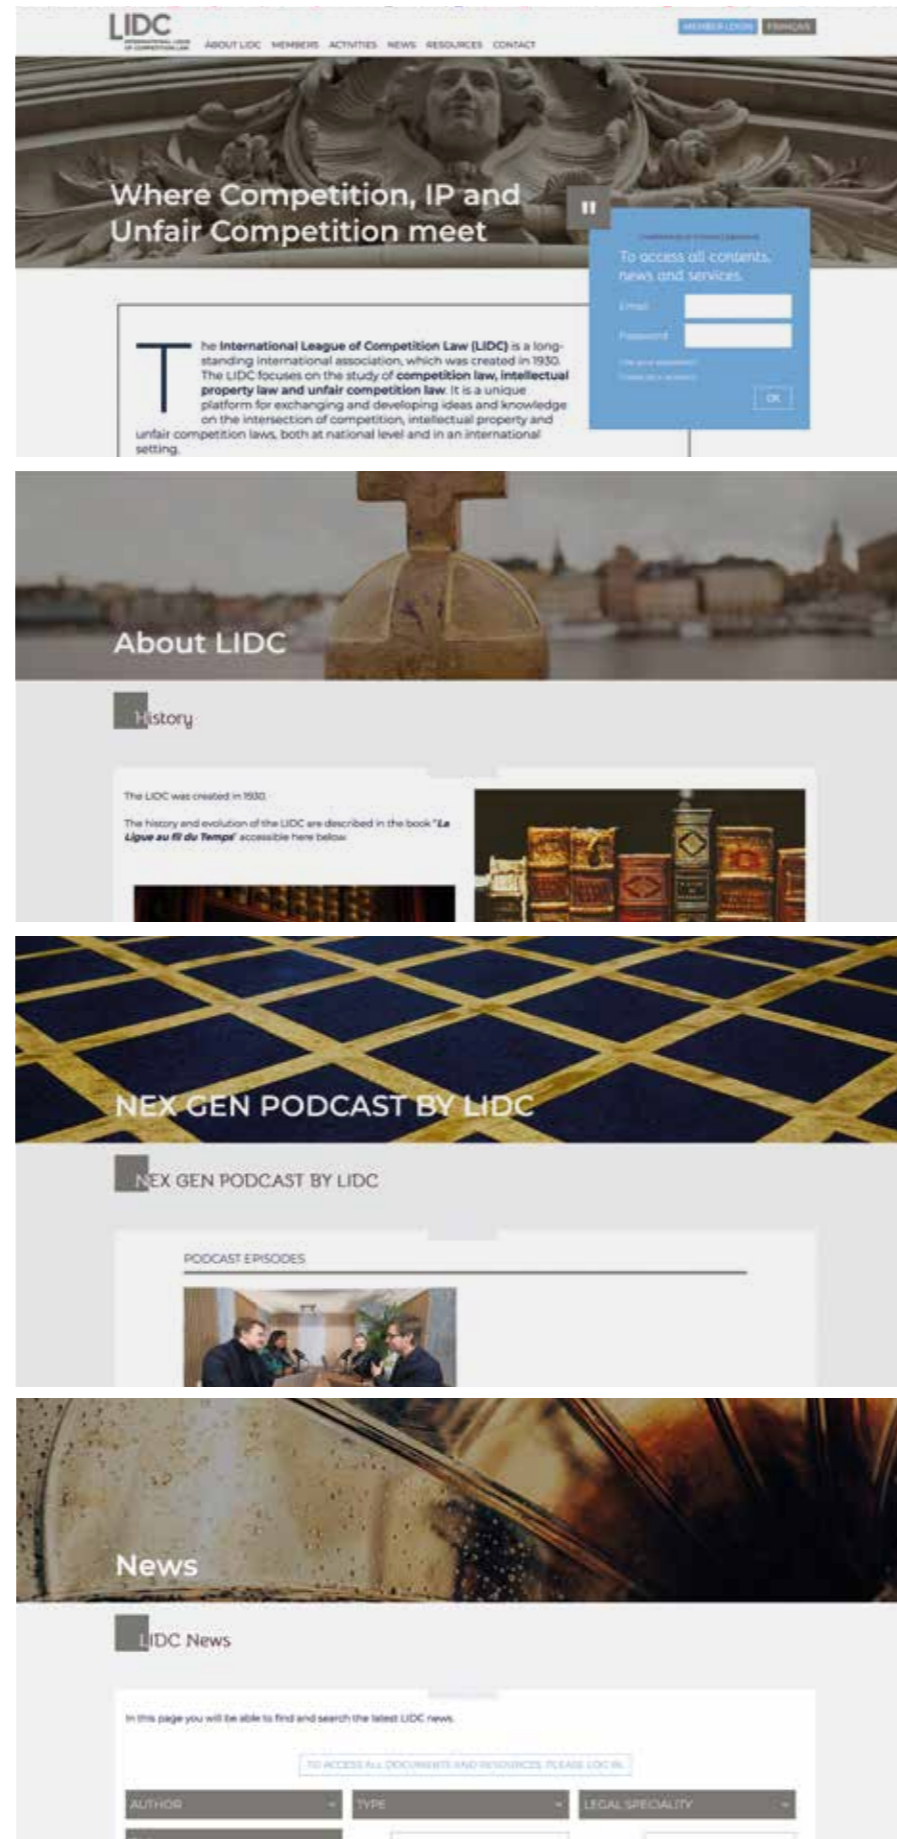 LIDC
INTERNATIONAL LEAGUE
OF COMPETITION LAW
ABOUT LIDC MEMBERS ACTIVITIES NEWS RESOURCES CONTACT
MEMBER LOGIN FRANÇAIS
Where Competition, IP and
Unfair Competition meet
"
To access all contents,
news and services.
Email
Password
OK
The International League of Competition Law (LIDC) is a long-
standing international association, which was created in 1930.
The LIDC focuses on the study of competition law, intellectual
property law and unfair competition law. It is a unique
platform for exchanging and developing ideas and knowledge
on the intersection of competition, intellectual property and
unfair competition laws, both at national level and in an international
setting.
About LIDC
History
The LIDC was created in 1930.
The history and evolution of the LIDC are described in the book "La
Ligue au fil du Temps" accessible here below.
NEX GEN PODCAST BY LIDC
NEX GEN PODCAST BY LIDC
PODCAST EPISODES
News
LIDC News
In this page you will be able to find and search the latest LIDC news.
TO ACCESS ALL DOCUMENTS AND RESOURCES, PLEASE LOG IN.
AUTHOR TYPE LEGAL SPECIALITY